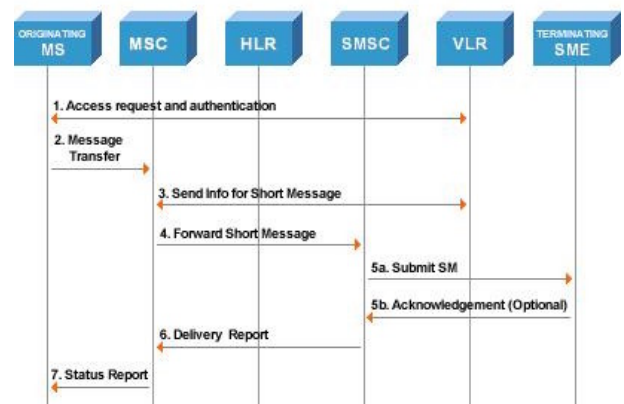 ORIGINATING
MS
MSC
HLR
SMSC
VLR
TERMINATING
SME
1. Access request and authentication
2. Message
Transfer
3. Send Info for Short Message
4. Forward Short Message
5a. Submit SM
5b. Acknowledgement (Optional)
6. Delivery Report
7. Status Report